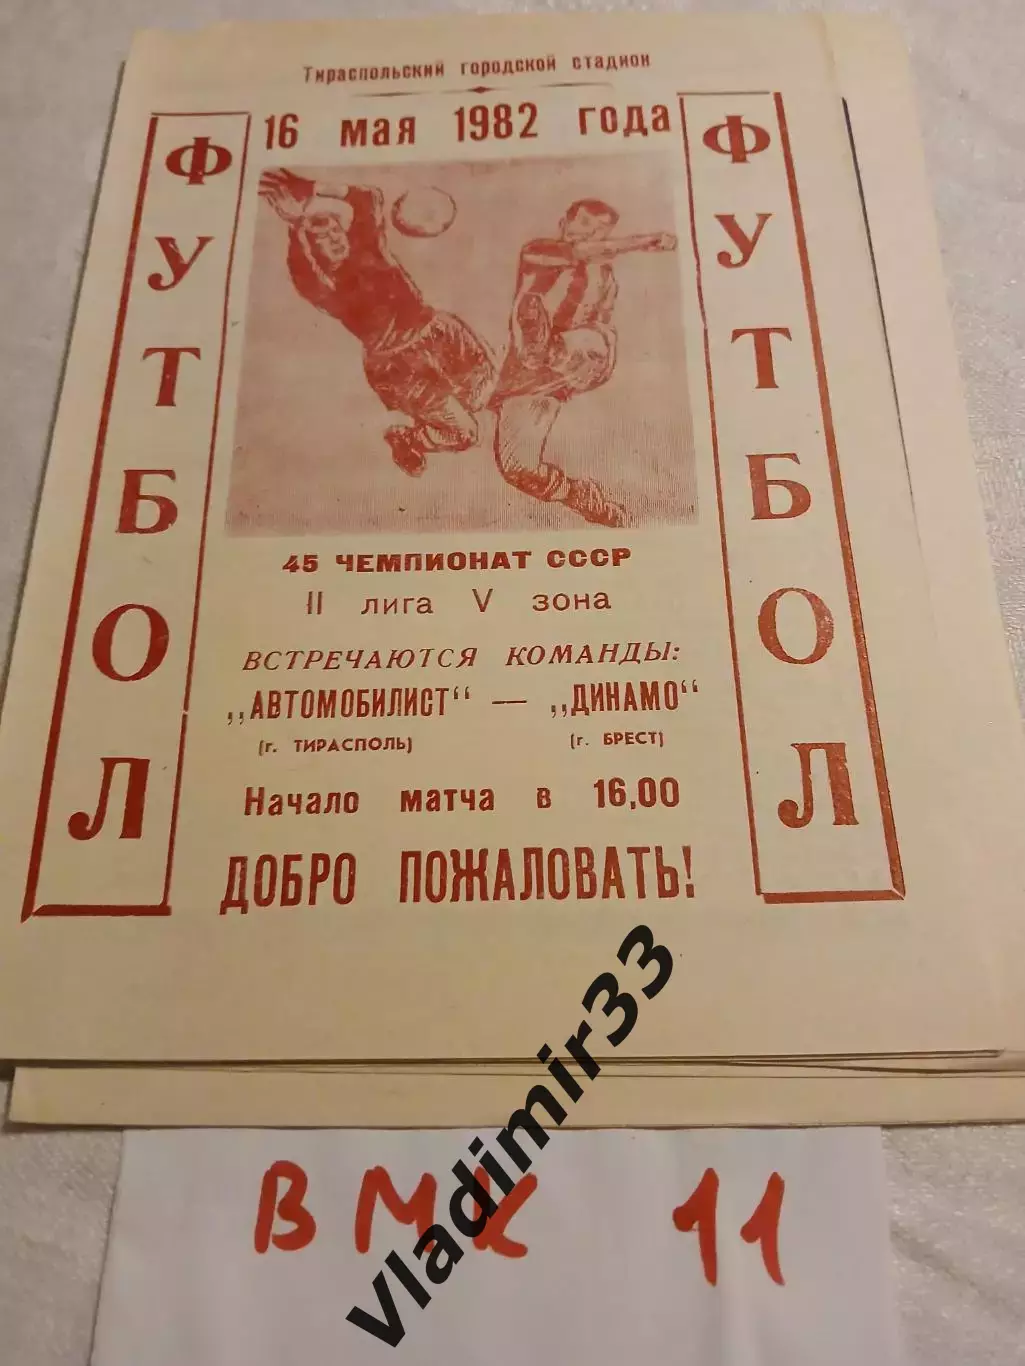 Тираспольский городской стадион
16 мая 1982 года
ФУТБОЛ
ФУТБОЛ
45 ЧЕМПИОНАТ СССР
II лига V зона
ВСТРЕЧАЮТСЯ КОМАНДЫ:
„АВТОМОБИЛИСТ“ — „ДИНАМО“
(г. ТИРАСПОЛЬ) (г. БРЕСТ)
Начало матча в 16,00
ДОБРО ПОЖАЛОВАТЬ!
vladimir33
ВМК 11